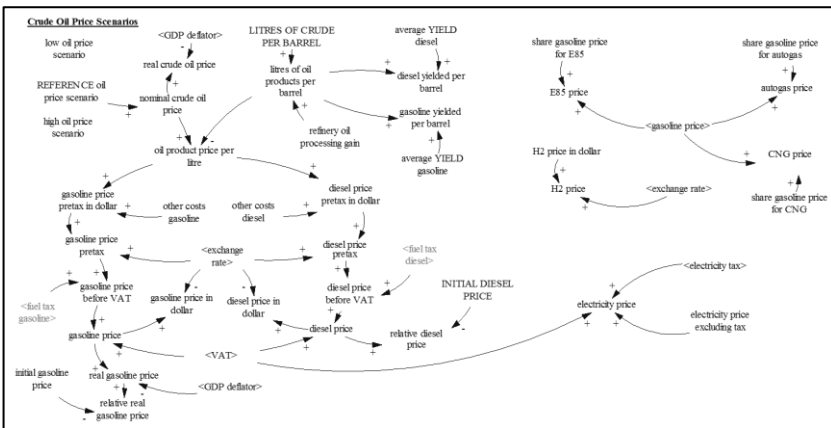 Crude Oil Price Scenarios
low oil price
scenario
<GDP deflator>
-
real crude oil price
+
REFERENCE oil
price scenario
+
nominal crude oil
price
high oil price
scenario
+
-
oil product price per
litre
LITRES OF CRUDE
PER BARREL
+
litres of oil
products per
barrel
+
refinery oil
processing gain
average YIELD
diesel
+
+
diesel yielded per
barrel
+
gasoline yielded
per barrel
+
average YIELD
gasoline
share gasoline price
for E85
+
E85 price
+
share gasoline price
for autogas
+
autogas
price
+
<gasoline price>
H2 price in dollar
+
H2 price
+
<exchange rate>
+
CNG price
+
share gasoline price
for CNG
+
gasoline price
pretax in dollar
+
other costs
gasoline
other costs
diesel
+
+
diesel price
pretax in dollar
+
gasoline price
pretax
+
<exchange
rate>
+
+
diesel price
pretax
+
+
gasoline price
before VAT
+
<fuel tax
gasoline>
-
gasoline price in
dollar
+
-
diesel price in
dollar
+
+
diesel price
before VAT
+
<fuel tax
diesel>
INITIAL DIESEL
PRICE
-
+
gasoline price
+
<VAT>
+
+
diesel price
+
relative diesel
price
<electricity tax>
+
electricity price
+
+
electricity price
excluding tax
initial gasoline
price
-
+
real gasoline price
-
<GDP deflator>
+
relative real
gasoline price